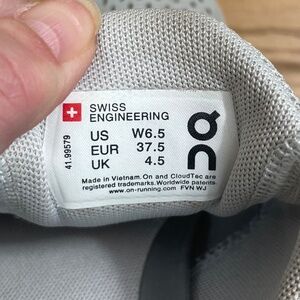 SWISS
ENGINEERING
US W6.5
EUR 37.5
UK 4.5
41.99579
Made in Vietnam. On and CloudTec are
registered trademarks. Worldwide patents.
www.on-running.com FVN WJ